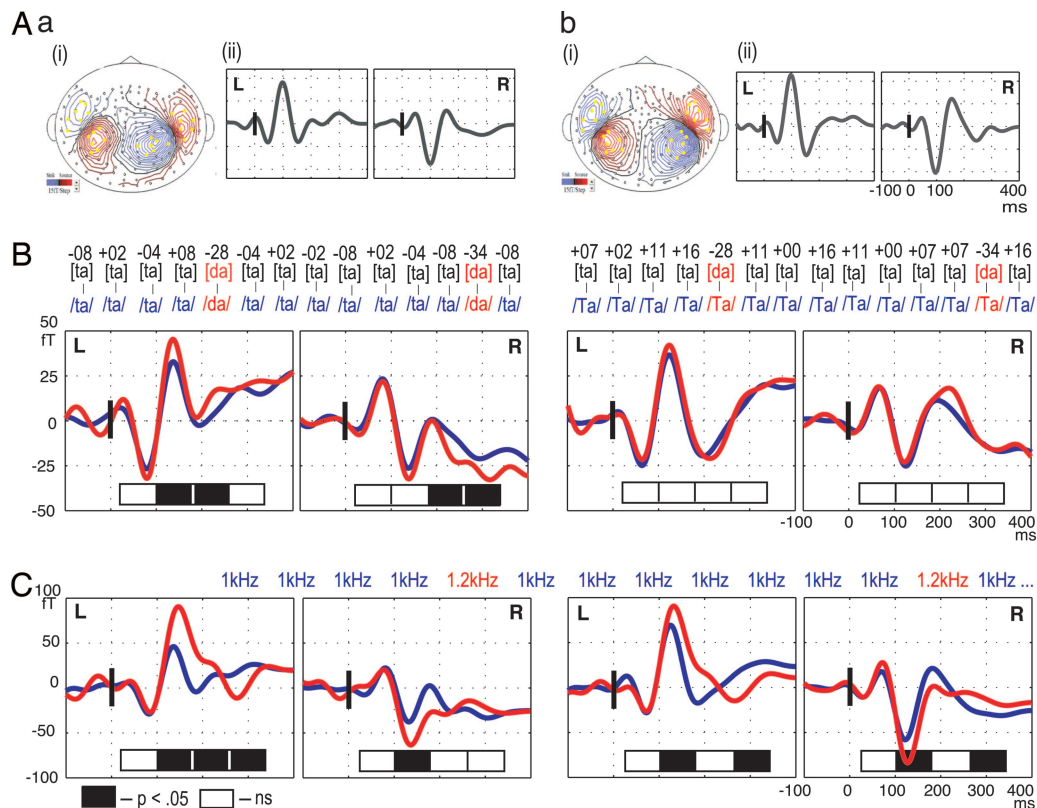 A a b
(i) (ii) (i) (ii)
L R L R
Sink Source
15fT/Step
-100 0 100 400
ms
B
-08 +02 -04 +08 -28 -04 +02 -02 -08 +02 -04 -34 -08
[ta] [ta] [ta] [ta] [da] [ta] [ta] [ta] [ta] [ta] [ta] [da] [ta]
/ta/ /ta/ /ta/ /ta/ /da/ /ta/ /ta/ /ta/ /ta/ /ta/ /ta/ /da/ /ta/
+07 +02 +11 +16 -28 +11 +00 +16 +11 +00 +07 +07 -34 +16
[ta] [ta] [ta] [ta] [da] [ta] [ta] [ta] [ta] [ta] [ta] [ta] [da] [ta]
/Ta/ /Ta/ /Ta/ /Ta/ /Ta/ /Ta/ /Ta/ /Ta/ /Ta/ /Ta/ /Ta/ /Ta/ /Ta/ /Ta/
50
fT
L R L R
25
0
-25
-50
-100 0 100 200 300 400
ms
C
1kHz 1kHz 1kHz 1kHz 1.2kHz 1kHz 1kHz 1kHz 1kHz 1kHz 1kHz 1kHz 1.2kHz 1kHz ...
100
fT
L R L R
50
0
-50
-100
-100 0 100 200 300 400
ms
– p < .05 – ns